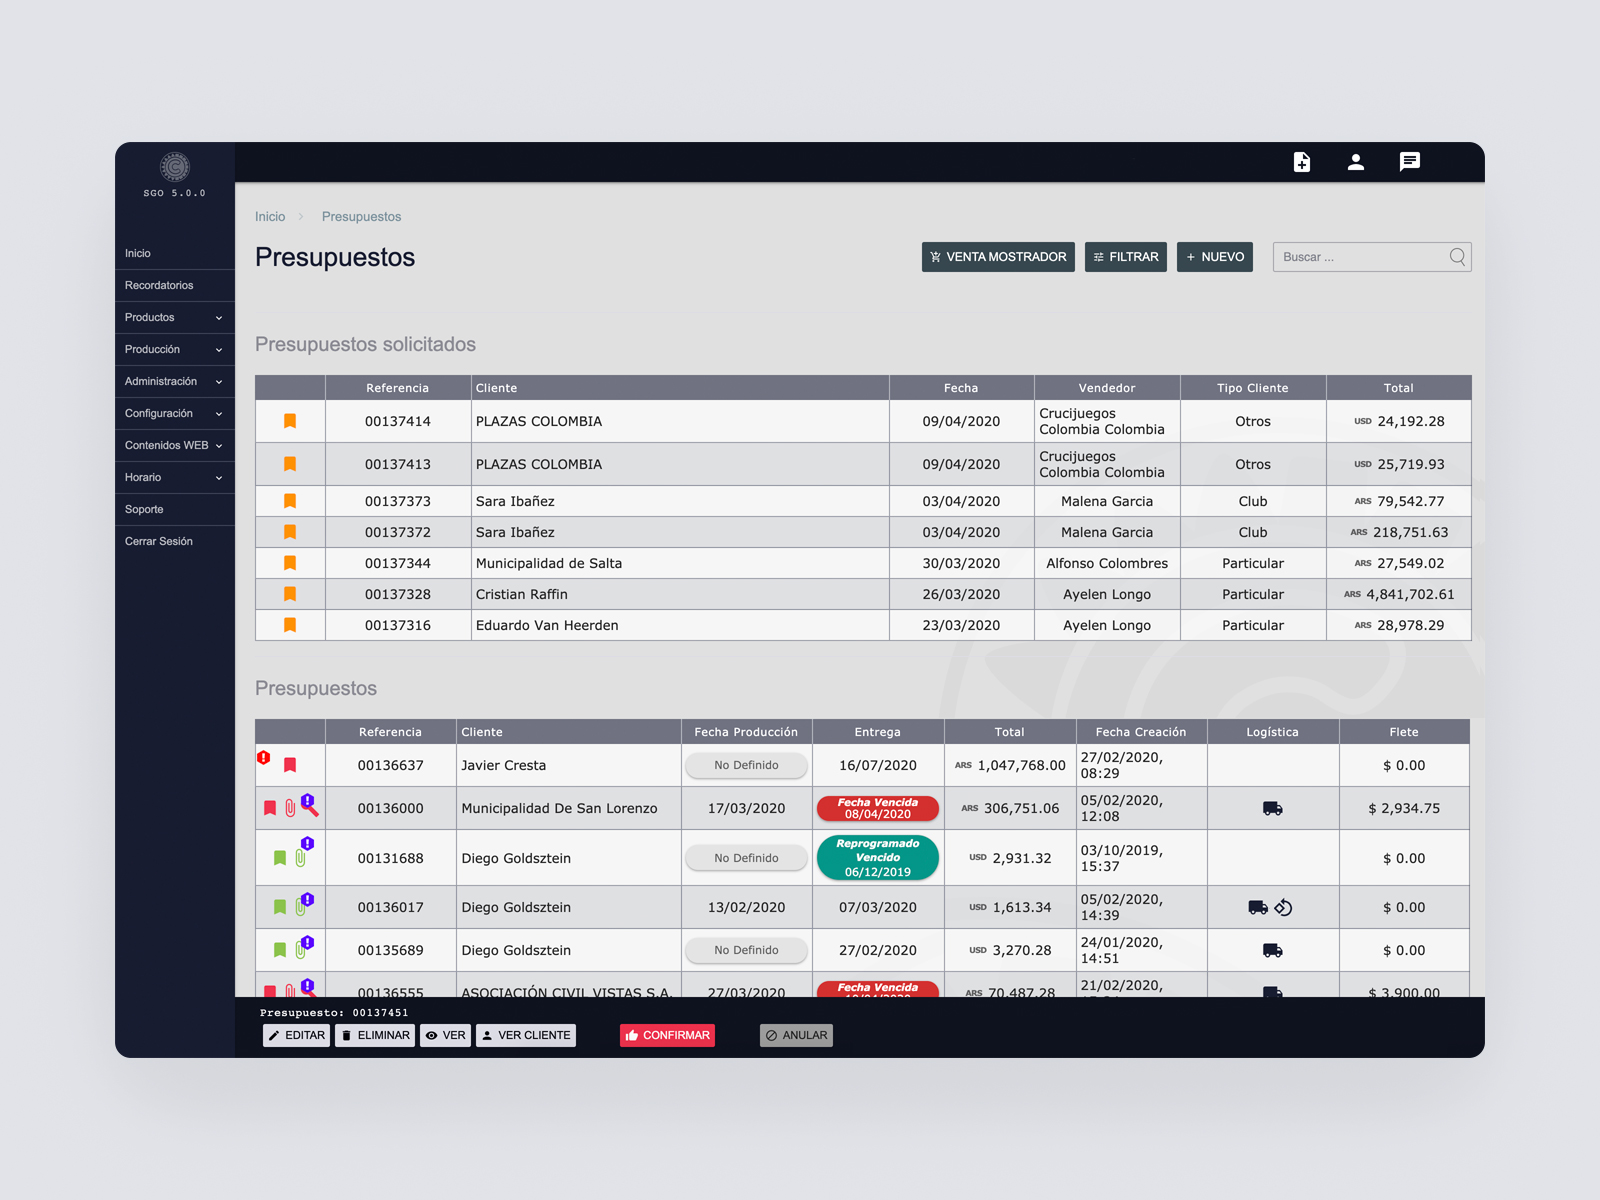 SGO 5.0.0
Inicio
Recordatorios
Productos
Producción
Administración
Configuración
Contenidos WEB
Horario
Soporte
Cerrar Sesión
Inicio > Presupuestos
Presupuestos
VENTA MOSTRADOR FILTRAR + NUEVO Buscar ...
Presupuestos solicitados
Referencia Cliente Fecha Vendedor Tipo Cliente Total
00137414 PLAZAS COLOMBIA 09/04/2020 Crucijuegos Colombia Colombia Otros USD 24,192.28
00137413 PLAZAS COLOMBIA 09/04/2020 Crucijuegos Colombia Colombia Otros USD 25,719.93
00137373 Sara Ibañez 03/04/2020 Malena Garcia Club ARS 79,542.77
00137372 Sara Ibañez 03/04/2020 Malena Garcia Club ARS 218,751.63
00137344 Municipalidad de Salta 30/03/2020 Alfonso Colombres Particular ARS 27,549.02
00137328 Cristian Raffin 26/03/2020 Ayelen Longo Particular ARS 4,841,702.61
00137316 Eduardo Van Heerden 23/03/2020 Ayelen Longo Particular ARS 28,978.29
Presupuestos
Referencia Cliente Fecha Producción Entrega Total Fecha Creación Logística Flete
00136637 Javier Cresta No Definido 16/07/2020 ARS 1,047,768.00 27/02/2020, 08:29 $ 0.00
00136000 Municipalidad De San Lorenzo 17/03/2020 Fecha Vencida 08/04/2020 ARS 306,751.06 05/02/2020, 12:08 $ 2,934.75
00131688 Diego Goldsztein No Definido Reprogramado Vencido 06/12/2019 USD 2,931.32 03/10/2019, 15:37 $ 0.00
00136017 Diego Goldsztein 13/02/2020 07/03/2020 USD 1,613.34 05/02/2020, 14:39 $ 0.00
00135689 Diego Goldsztein No Definido 27/02/2020 USD 3,270.28 24/01/2020, 14:51 $ 0.00
00136555 ASOCIACIÓN CIVIL VISTAS S.A. 27/03/2020 Fecha Vencida ARS 70,487.28 21/02/2020, $ 3,900.00
Presupuesto: 00137451
EDITAR ELIMINAR VER VER CLIENTE CONFIRMAR ANULAR